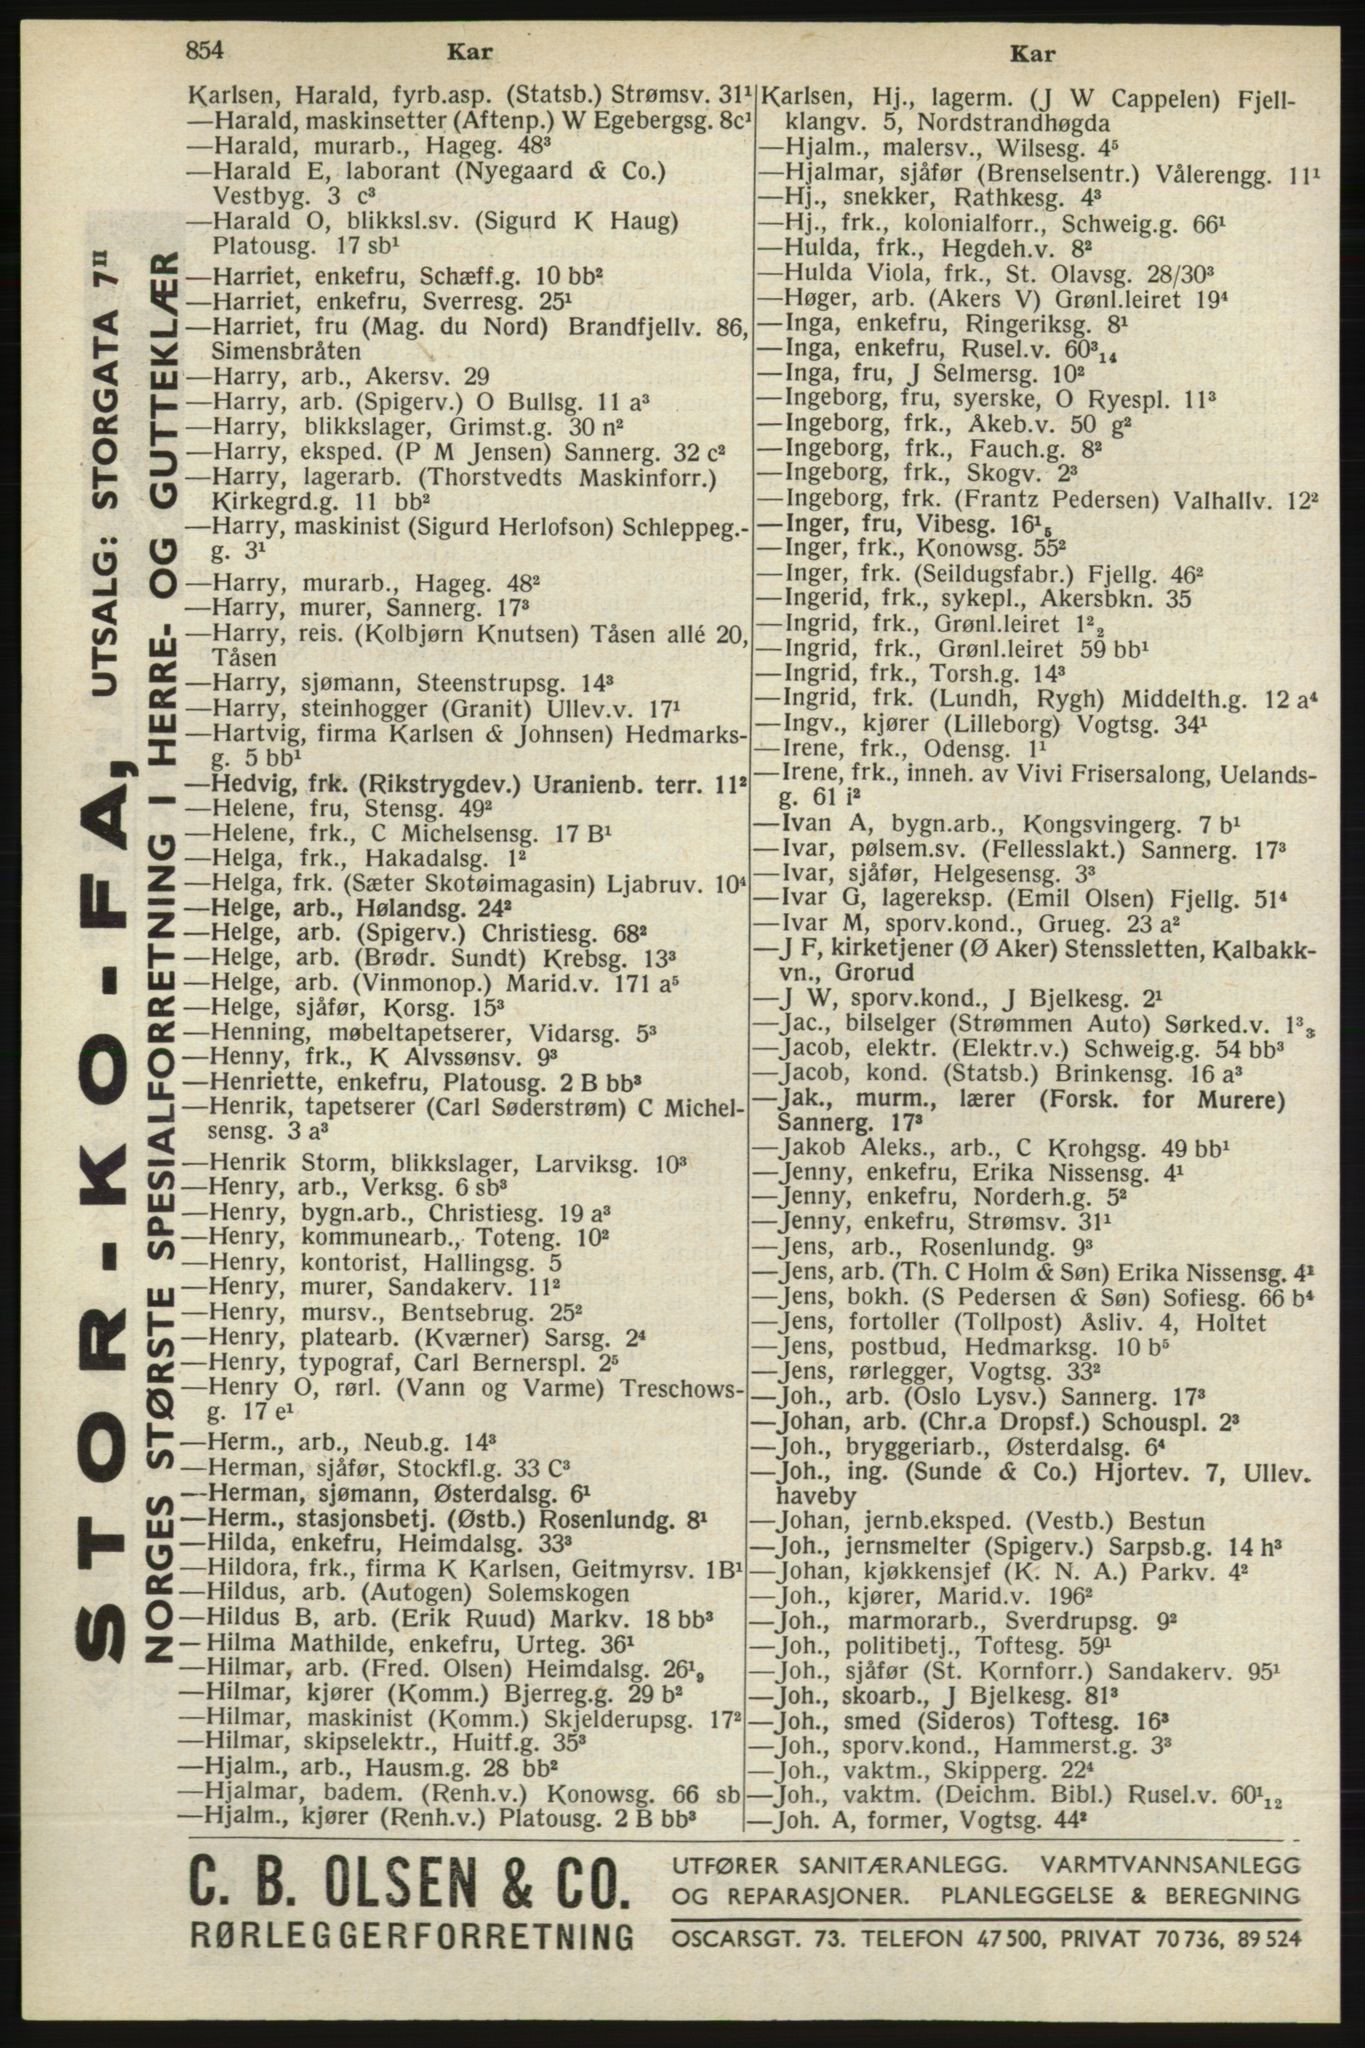 854 Kar Kar
Karlsen, Harald, fyrb.asp. (Statsb.) Strømsv. 31¹
—Harald, maskinsetter (Aftenp.) W Egebergsg. 8c¹
—Harald, murarb., Hageg. 48³
—Harald E, laborant (Nyegaard & Co.)
Vestbyg. 3 c³
—Harald O, blikksl.sv. (Sigurd K Haug)
Platousg. 17 sb¹
—Harriet, enkefru, Schæff.g. 10 bb²
—Harriet, enkefru, Sverresg. 25¹
—Harriet, fru (Mag. du Nord) Brandfjellv. 86,
Simensbråten
—Harry, arb., Akersv. 29
—Harry, arb. (Spigerv.) O Bullsg. 11 a³
—Harry, blikkslager, Grimst.g. 30 n²
—Harry, eksped. (P M Jensen) Sannerg. 32 c²
—Harry, lagerarb. (Thorstvedts Maskinforr.)
Kirkegrd.g. 11 bb²
—Harry, maskinist (Sigurd Herlofson) Schleppeg.-
g. 3¹
—Harry, murarb., Hageg. 48²
—Harry, murer, Sannerg. 17³
—Harry, reis. (Kolbjørn Knutsen) Tåsen allé 20,
Tåsen
—Harry, sjømann, Steenstrupsg. 14³
—Harry, steinhogger (Granit) Ullev.v. 17¹
—Hartvig, firma Karlsen & Johnsen) Hedmarks-
g. 5 bb¹
—Hedvig, frk. (Rikstrygdev.) Uranienb. terr. 11²
—Helene, fru, Stensg. 49²
—Helene, frk., C Michelsensg. 17 B¹
—Helga, frk., Hakadalsg. 1²
—Helga, frk. (Sæter Skotøimagasin) Ljabruv. 10⁴
—Helge, arb., Hølandsg. 24²
—Helge, arb. (Spigerv.) Christiesg. 68²
—Helge, arb. (Brødr. Sundt) Krebsg. 13³
—Helge, arb. (Vinmonop.) Marid.v. 171 a⁵
—Helge, sjåfør, Korsg. 15³
—Henning, møbeltapetserer, Vidarsg. 5³
—Henny, frk., K Alvssønsv. 9³
—Henriette, enkefru, Platousg. 2 B bb³
—Henrik, tapetserer (Carl Søderstrøm) C Michel-
sensg. 3 a³
—Henrik Storm, blikkslager, Larviksg. 10³
—Henry, arb., Verksg. 6 sb³
—Henry, bygn.arb., Christiesg. 19 a³
—Henry, kommunearb., Toteng. 10²
—Henry, kontorist, Hallingsg. 5
—Henry, murer, Sandakerv. 11²
—Henry, mursv., Bentsebrug. 25²
—Henry, platearb. (Kværner) Sarsg. 2⁴
—Henry, typograf, Carl Bernerspl. 2⁵
—Henry O, rørl. (Vann og Varme) Treschows-
g. 17 e¹
—Herm., arb., Neub.g. 14³
—Herman, sjåfør, Stockfl.g. 33 C³
—Herman, sjømann, Østerdalsg. 6¹
—Herm., stasjonsbetj. (Østb.) Rosenlundg. 8¹
—Hilda, enkefru, Heimdalsg. 33³
—Hildora, frk., firma K Karlsen, Geitmyrsv. 1B¹
—Hildus, arb. (Autogen) Solemskogen
—Hildus B, arb. (Erik Ruud) Markv. 18 bb³
—Hilma Mathilde, enkefru, Urteg. 36¹
—Hilmar, arb. (Fred. Olsen) Heimdalsg. 26¹₉
—Hilmar, kjører (Komm.) Bjerreg.g. 29 b²
—Hilmar, maskinist (Komm.) Skjelderupsg. 17²
—Hilmar, skipselektr., Huitf.g. 35³
—Hjalm., arb., Hausm.g. 28 bb²
—Hjalmar, badem. (Renh.v.) Konowsg. 66 sb
—Hjalm., kjører (Renh.v.) Platousg. 2 B bb³
Karlsen, Hj., lagerm. (J W Cappelen) Fjell-
klangv. 5, Nordstrandhøgda
—Hjalm., malersv., Wilsesg. 4⁵
—Hjalmar, sjåfør (Brenselsentr.) Vålerengg. 11¹
—Hj., snekker, Rathkesg. 4³
—Hj., frk., kolonialforr., Schweig.g. 66¹
—Hulda, frk., Hegdeh.v. 8²
—Hulda Viola, frk., St. Olavsg. 28/30³
—Høger, arb. (Akers V) Grønl.leiret 19⁴
—Inga, enkefru, Ringeriksg. 8¹
—Inga, enkefru, Rusel.v. 60³₁₄
—Inga, fru, J Selmersg. 10²
—Ingeborg, fru, syerske, O Ryespl. 11³
—Ingeborg, frk., Åkeb.v. 50 g²
—Ingeborg, frk., Fauch.g. 8²
—Ingeborg, frk., Skogv. 2³
—Ingeborg, frk. (Frantz Pedersen) Valhallv. 12²
—Inger, fru, Vibesg. 16¹₅
—Inger, frk., Konowsg. 55²
—Inger, frk. (Seildugsfabr.) Fjellg. 46²
—Ingerid, frk., sykepl., Akersbkn. 35
—Ingrid, frk., Grønl.leiret 1²₂
—Ingrid, frk., Grønl.leiret 59 bb¹
—Ingrid, frk., Torsh.g. 14³
—Ingrid, frk. (Lundh, Rygh) Middelth.g. 12 a⁴
—Ingv., kjører (Lilleborg) Vogtsg. 34¹
—Irene, frk., Odensg. 1¹
—Irene, frk., inneh. av Vivi Frisersalong, Uelands-
g. 61 i²
—Ivan A, bygn.arb., Kongsvingerg. 7 b¹
—Ivar, pølsem.sv. (Fellesslakt.) Sannerg. 17³
—Ivar, sjåfør, Helgesensg. 3³
—Ivar G, lagereksp. (Emil Olsen) Fjellg. 51⁴
—Ivar M, sporv.kond., Grueg. 23 a²
—J F, kirketjener (Ø Aker) Stenssletten, Kalbakk-
vn., Grorud
—J W, sporv.kond., J Bjelkesg. 2¹
—Jac., bilselger (Strømmen Auto) Sørked.v. 1³₃
—Jacob, elektr. (Elektr.v.) Schweig.g. 54 bb³
—Jacob, kond. (Statsb.) Brinkensg. 16 a³
—Jak., murm., lærer (Forsk. for Murere)
Sannerg. 17³
—Jakob Aleks., arb., C Krohgsg. 49 bb¹
—Jenny, enkefru, Erika Nissensg. 4¹
—Jenny, enkefru, Norderh.g. 5²
—Jenny, enkefru, Strømsv. 31¹
—Jens, arb., Rosenlundg. 9³
—Jens, arb. (Th. C Holm & Søn) Erika Nissensg. 4¹
—Jens, bokh. (S Pedersen & Søn) Sofiesg. 66 b⁴
—Jens, fortoller (Tollpost) Åsliv. 4, Holtet
—Jens, postbud, Hedmarksg. 10 b⁵
—Jens, rørlegger, Vogtsg. 33²
—Joh., arb. (Oslo Lysv.) Sannerg. 17³
—Johan, arb. (Chr.a Dropsf.) Schouspl. 2³
—Joh., bryggeriarb., Østerdalsg. 6⁴
—Joh., ing. (Sunde & Co.) Hjortev. 7, Ullev.
haveby
—Johan, jernb.eksped. (Vestb.) Bestun
—Joh., jernsmelter (Spigerv.) Sarpsb.g. 14 h³
—Johan, kjøkkensjef (K. N. A.) Parkv. 4²
—Joh., kjører, Marid.v. 196²
—Joh., marmorarb., Sverdrupsg. 9²
—Joh., politibetj., Toftesg. 59¹
—Joh., sjåfør (St. Kornforr.) Sandakerv. 95¹
—Joh., skoarb., J Bjelkesg. 81³
—Joh., smed (Sideros) Toftesg. 16³
—Joh., sporv.kond., Hammerst.g. 3³
—Joh., vaktm., Skipperg. 22⁴
—Joh., vaktm. (Deichm. Bibl.) Rusel.v. 60¹₁₂
—Joh. A, former, Vogtsg. 44²
STOR-KO-FA, UTSALG: STORGATA 7ᴵᴵ
NORGES STØRSTE SPESIALFORRETNING I HERRE- OG GUTTEKLÆR
C. B. OLSEN & CO.
RØRLEGGERFORRETNING
UTFØRER SANITÆRANLEGG. VARMTVANNSANLEGG
OG REPARASJONER. PLANLEGGELSE & BEREGNING
OSCARSGT. 73. TELEFON 47 500, PRIVAT 70 736, 89 524